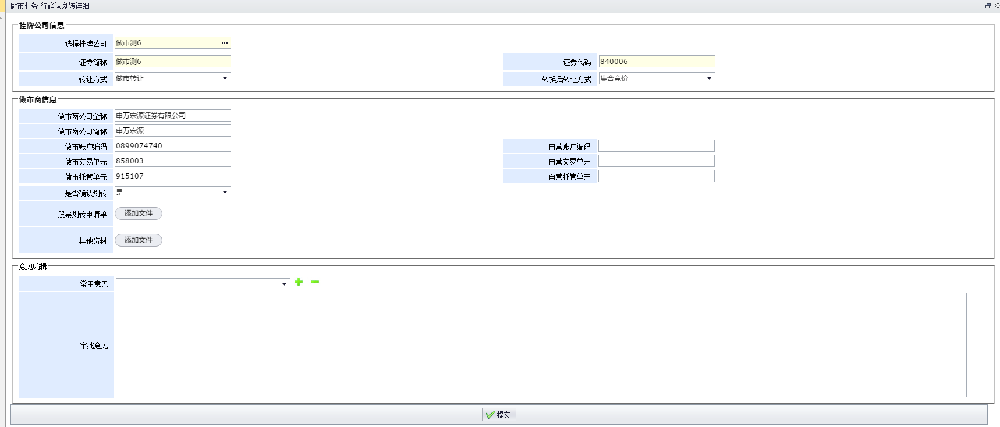 做市业务-待确认划转详细
挂牌公司信息
选择挂牌公司 做市测6 ...
证券简称 做市测6 证券代码 840006
转让方式 做市转让 转换后转让方式 集合竞价
做市商信息
做市商公司全称 申万宏源证券有限公司
做市商公司简称 申万宏源
做市账户编码 0899074740 自营账户编码
做市交易单元 858003 自营交易单元
做市托管单元 915107 自营托管单元
是否确认划转 是
股票划转申请单 添加文件
其他资料 添加文件
意见编辑
常用意见
审批意见
提交